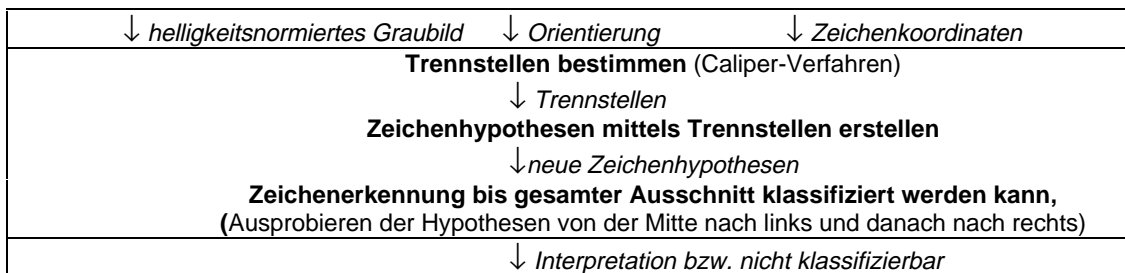 ↓ helligkeitsnormiertes Graubild ↓ Orientierung ↓ Zeichenkoordinaten
Trennstellen bestimmen (Caliper-Verfahren)
↓ Trennstellen
Zeichenhypothesen mittels Trennstellen erstellen
↓neue Zeichenhypothesen
Zeichenerkennung bis gesamter Ausschnitt klassifiziert werden kann,
(Ausprobieren der Hypothesen von der Mitte nach links und danach nach rechts)
↓ Interpretation bzw. nicht klassifizierbar